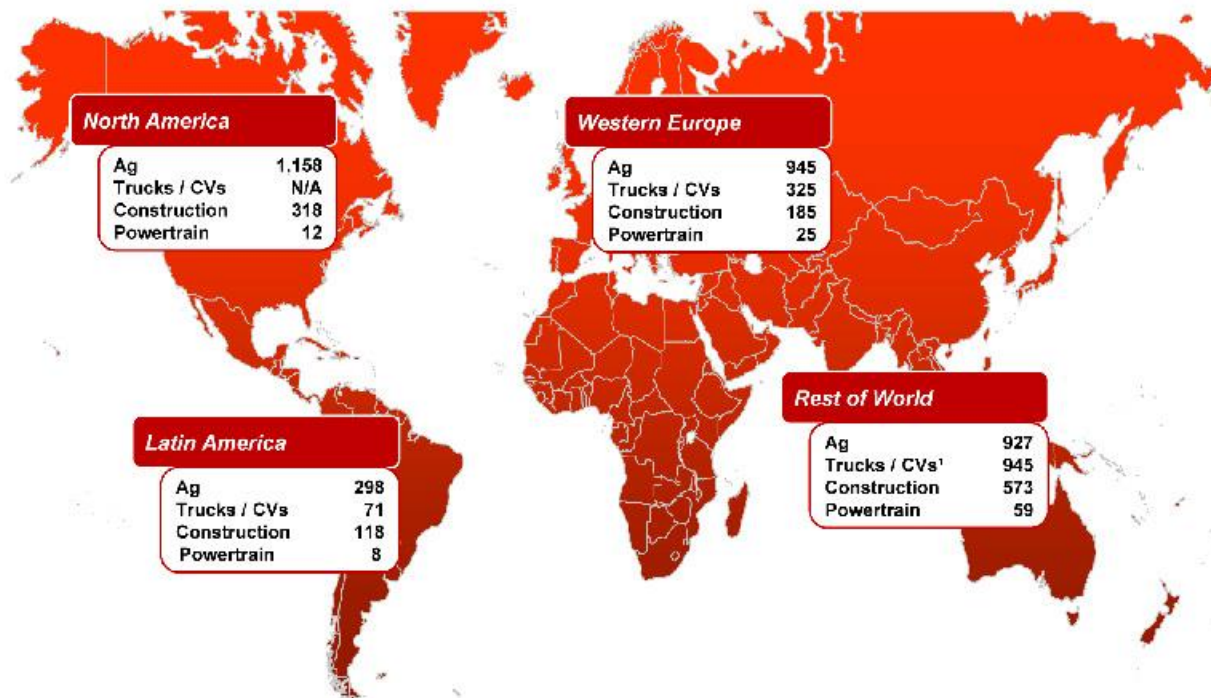 North America
Ag 1.158
Trucks / CVs N/A
Construction 318
Powertrain 12
Western Europe
Ag 945
Trucks / CVs 325
Construction 185
Powertrain 25
Latin America
Ag 298
Trucks / CVs 71
Construction 118
Powertrain 8
Rest of World
Ag 927
Trucks / CVs¹ 945
Construction 573
Powertrain 59